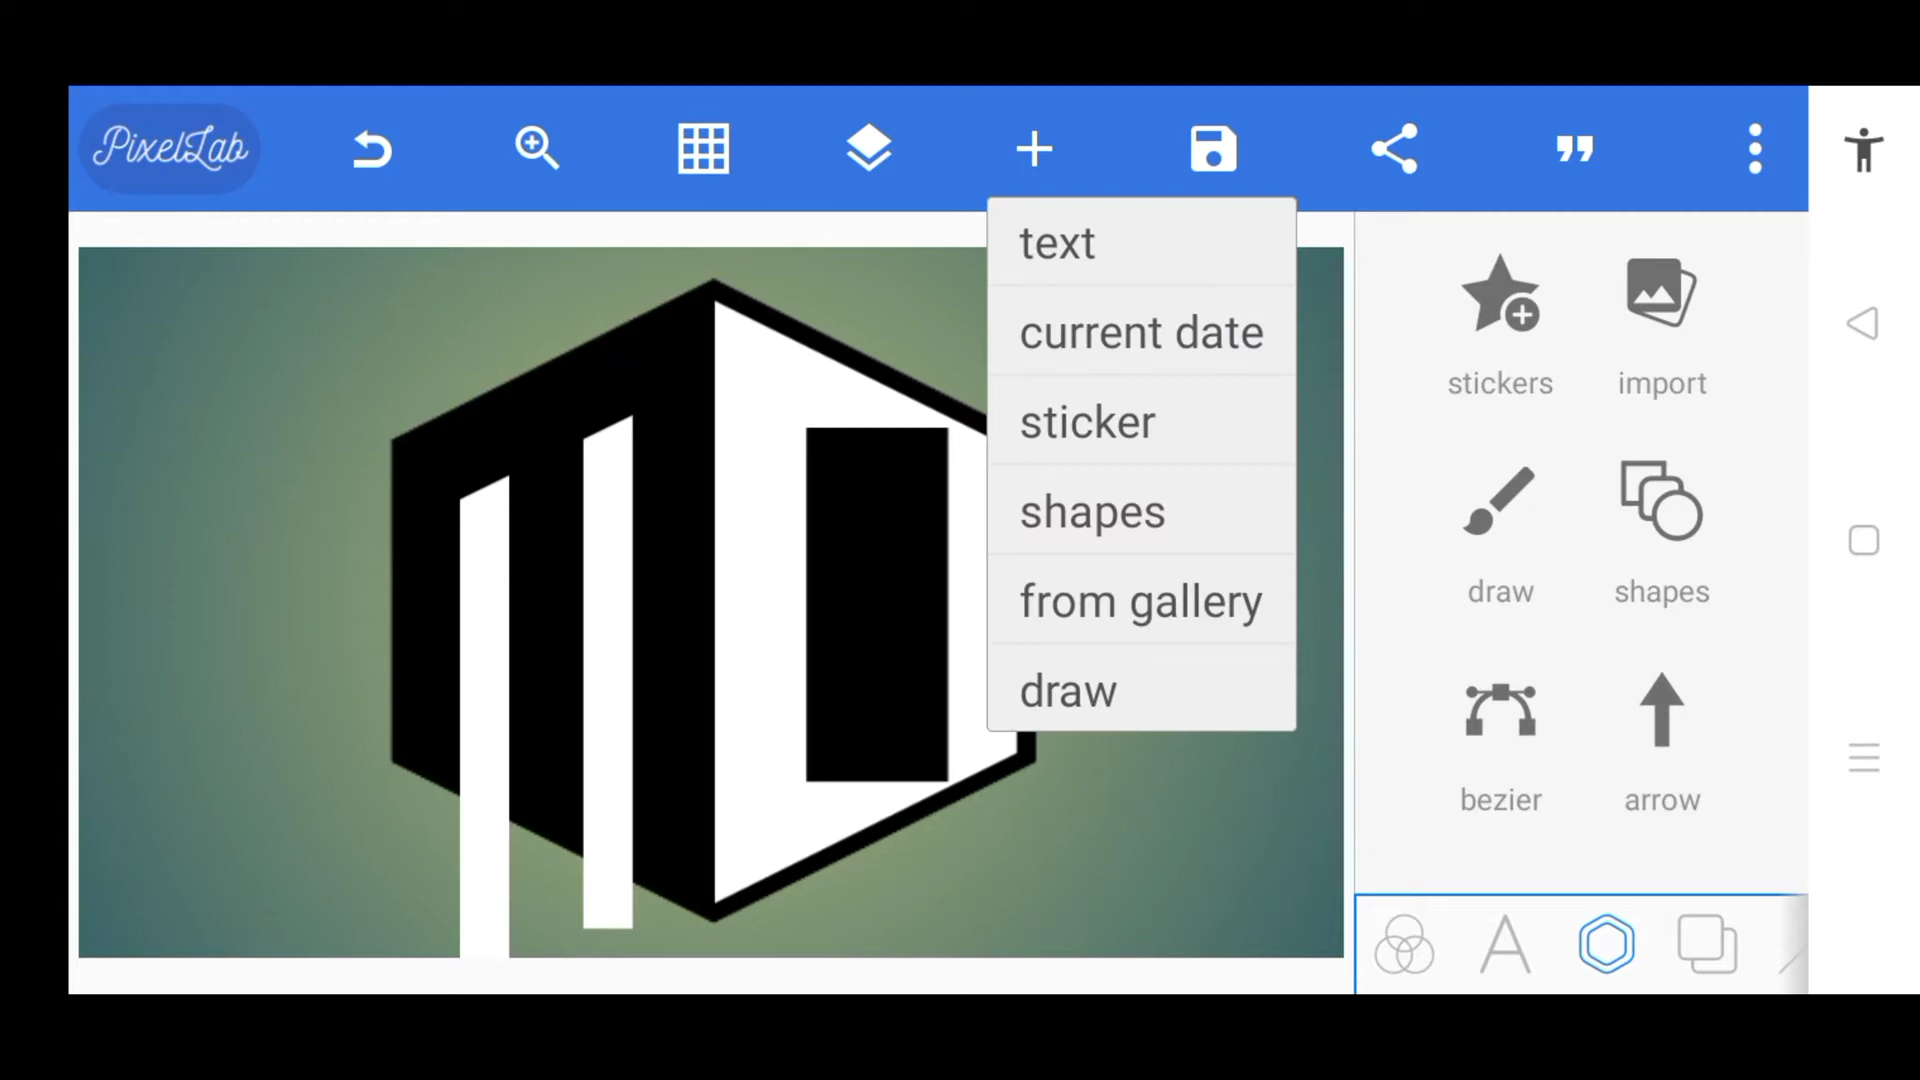 PixelLab
text
current date
sticker
shapes
from gallery
draw
stickers
import
draw
shapes
bezier
arrow